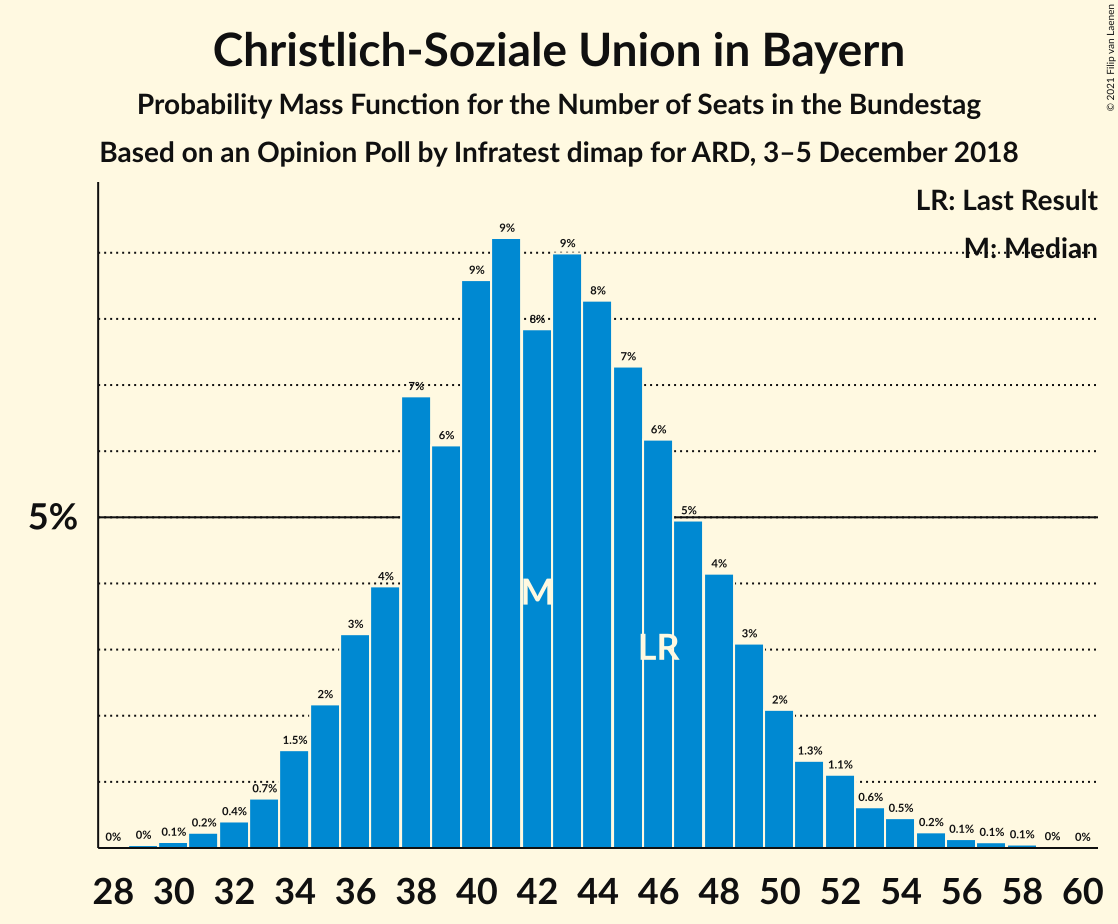 Christlich-Soziale Union in Bayern
Probability Mass Function for the Number of Seats in the Bundestag
Based on an Opinion Poll by Infratest dimap for ARD, 3–5 December 2018
© 2021 Filip van Laenen
LR: Last Result
M: Median
5%
0% 0% 0.1% 0.2% 0.4% 0.7% 1.5% 2% 3% 4% 7% 6% 9% 9% 8% 9% 8% 7% 6% 5% 4% 3% 2% 1.3% 1.1% 0.6% 0.5% 0.2% 0.1% 0.1% 0.1% 0% 0%
M
LR
28 30 32 34 36 38 40 42 44 46 48 50 52 54 56 58 60